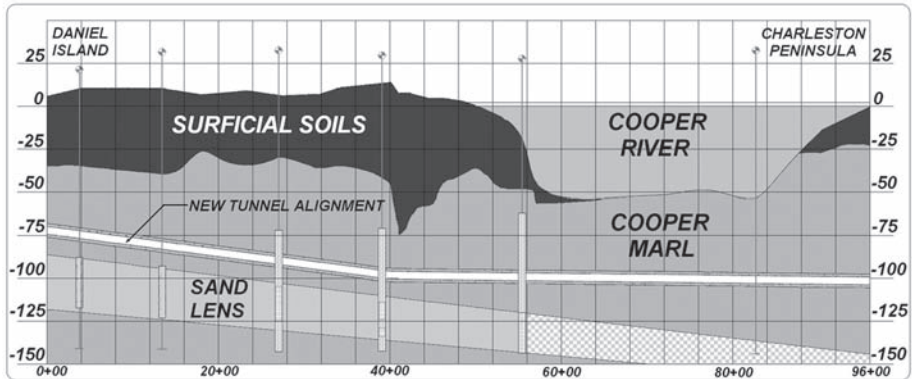 DANIEL
ISLAND
CHARLESTON
PENINSULA
25
25
0
0
SURFICIAL SOILS
COOPER
RIVER
-25
-25
-50
-50
NEW TUNNEL ALIGNMENT
COOPER
MARL
-75
-75
-100
-100
SAND
LENS
-125
-125
-150
-150
0+00
20+00
40+00
60+00
80+00
96+00